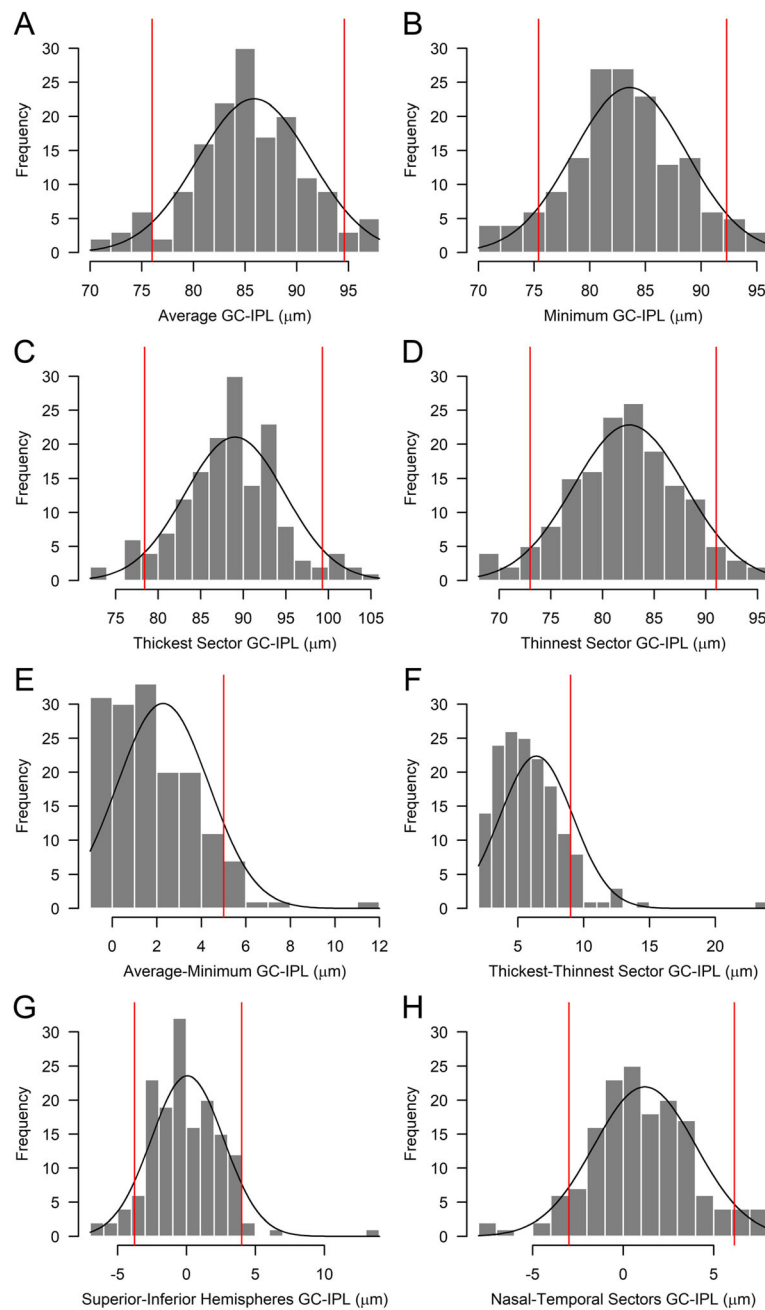 A
B
30
25
20
15
10
5
0
Frequency
70 75 80 85 90 95
Average GC-IPL (μm)
30
25
20
15
10
5
0
Frequency
70 75 80 85 90 95
Minimum GC-IPL (μm)
C
D
30
25
20
15
10
5
0
Frequency
75 80 85 90 95 100 105
Thickest Sector GC-IPL (μm)
30
25
20
15
10
5
0
Frequency
70 75 80 85 90 95
Thinnest Sector GC-IPL (μm)
E
F
30
25
20
15
10
5
0
Frequency
0 2 4 6 8 10 12
Average-Minimum GC-IPL (μm)
30
25
20
15
10
5
0
Frequency
5 10 15 20
Thickest-Thinnest Sector GC-IPL (μm)
G
H
30
25
20
15
10
5
0
Frequency
-5 0 5 10
Superior-Inferior Hemispheres GC-IPL (μm)
30
25
20
15
10
5
0
Frequency
-5 0 5
Nasal-Temporal Sectors GC-IPL (μm)